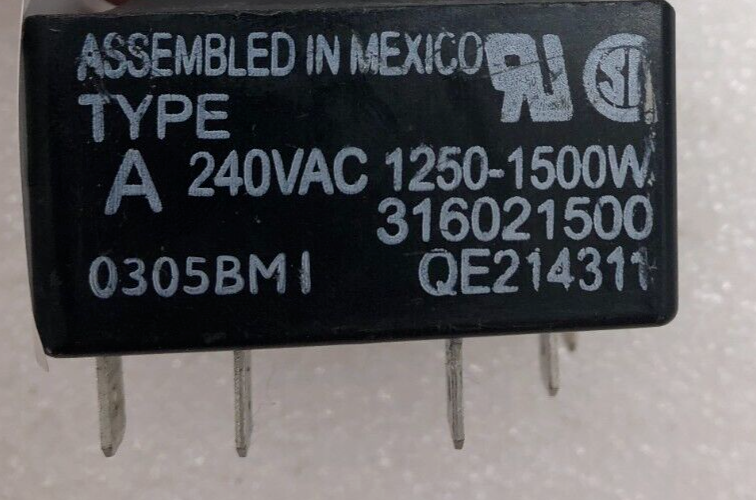 ASSEMBLED IN MEXICO
TYPE
A 240VAC 1250-1500W
316021500
0305BM1 QE214311